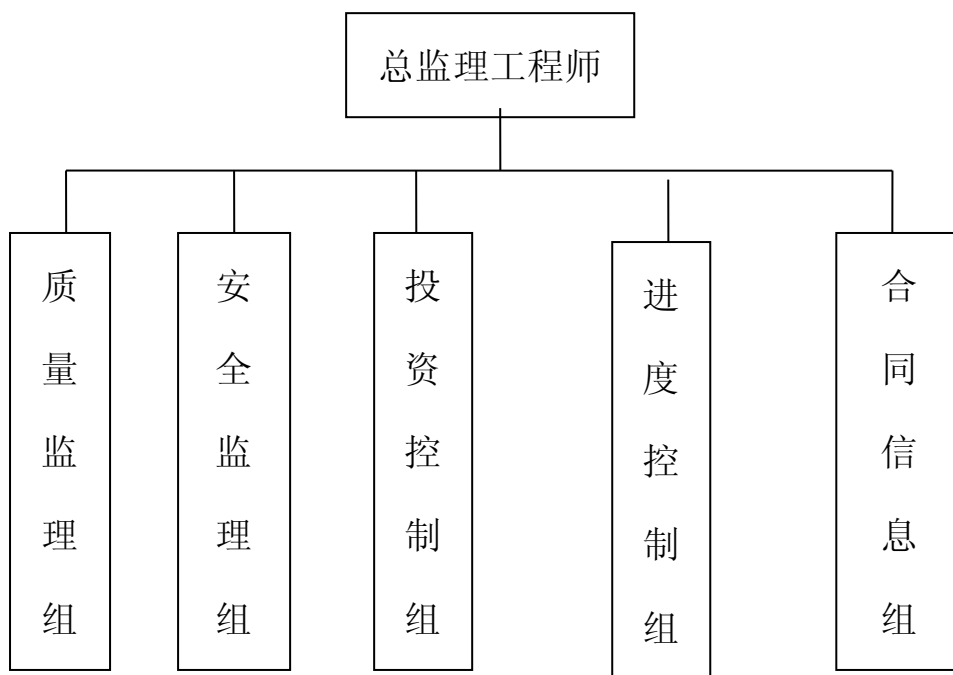 总监理工程师
质量监理组
安全监理组
投资控制组
进度控制组
合同信息组